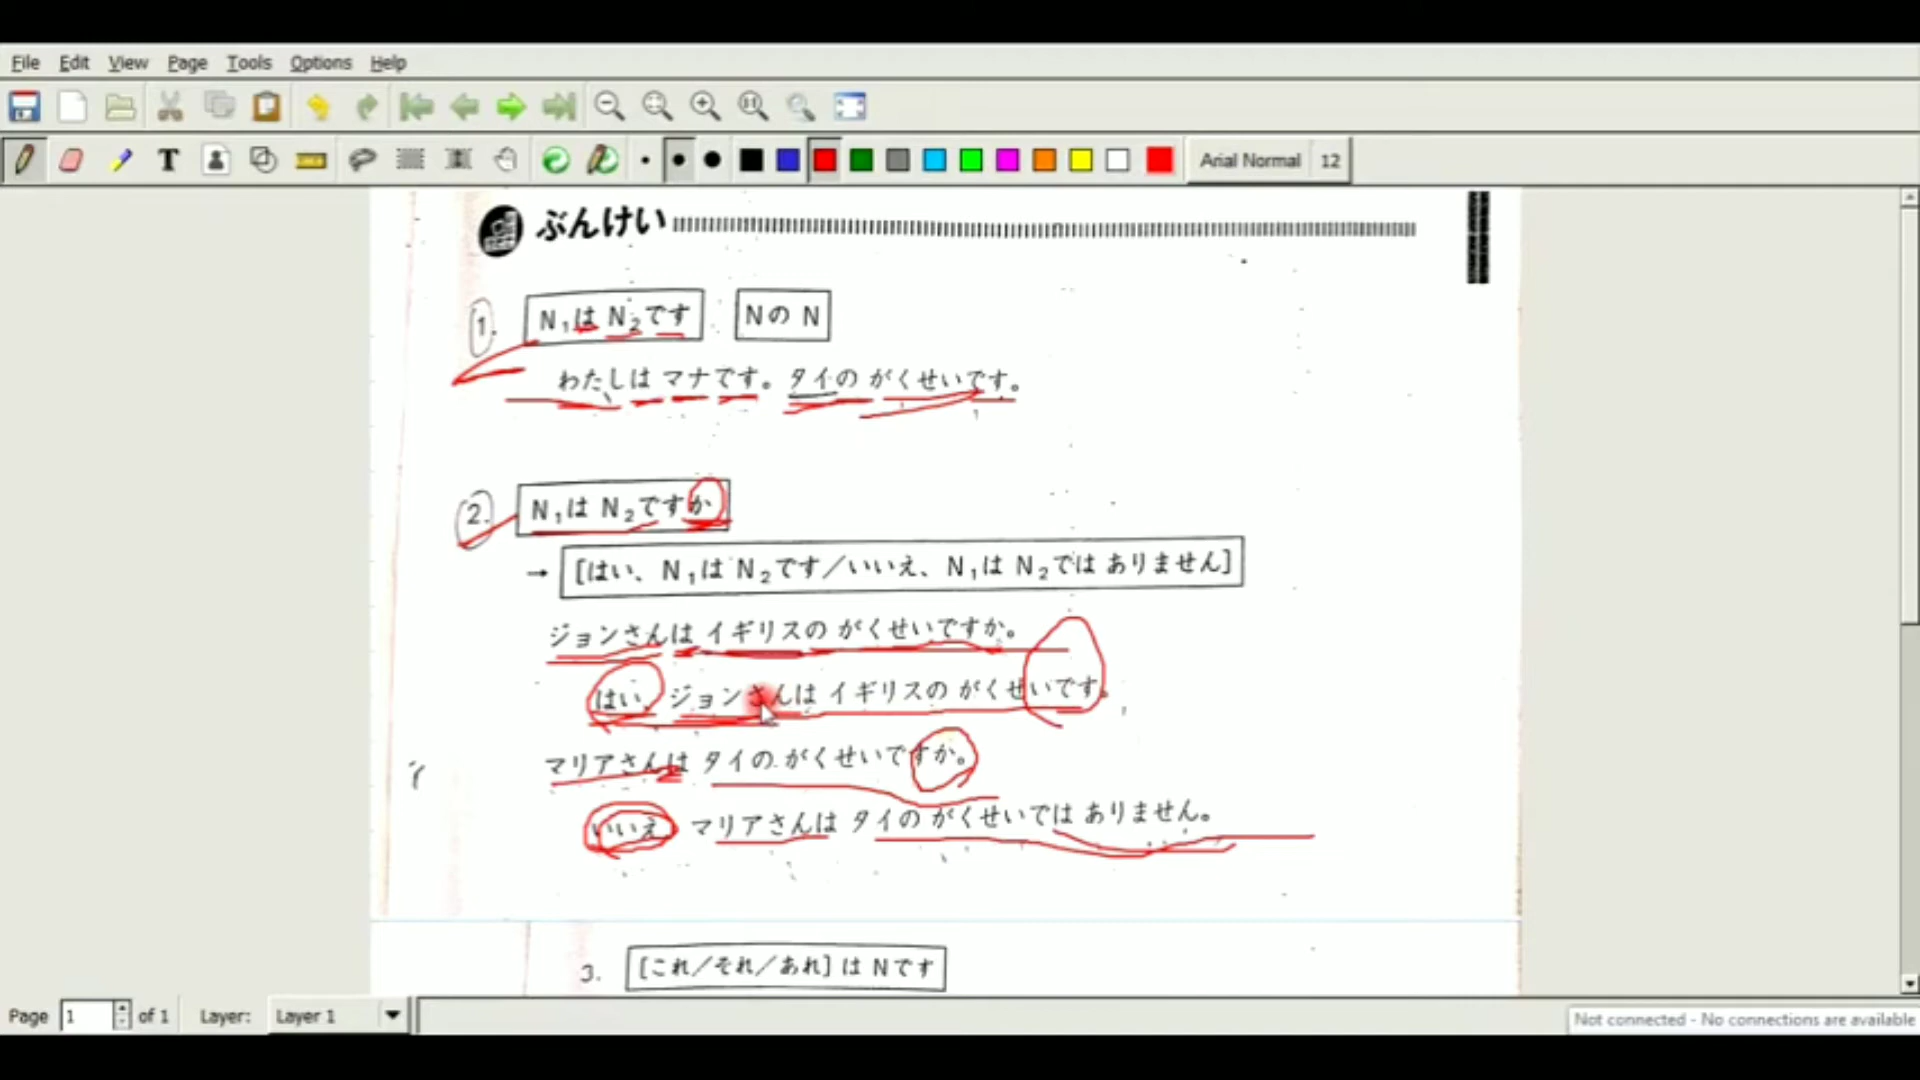 File Edit View Page Tools Options Help
T Arial Normal 12
ぶんけい
1. N₁は N₂です NのN
わたしは マナです。タイの がくせいです。
2. N₁は N₂ですか
→ [はい、N₁は N₂です／いいえ、N₁は N₂では ありません]
ジョンさんは イギリスの がくせいですか。
はい、ジョンさんは イギリスの がくせいです。
マリアさんは タイの がくせいですか。
いいえ マリアさんは タイの がくせいでは ありません。
3. [これ／それ／あれ] は Nです
Page 1 of 1 Layer: Layer 1 Not connected - No connections are available